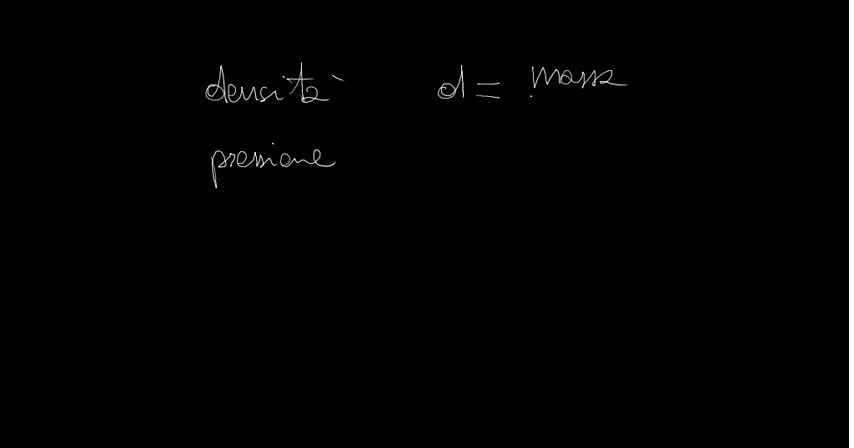 densità d = massa
pressione